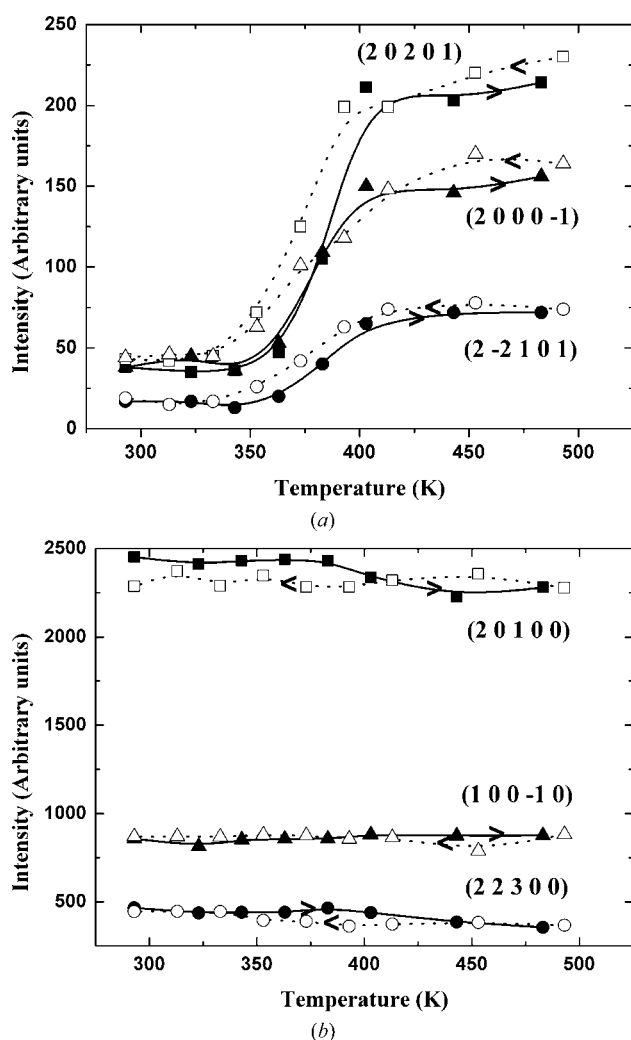 250
200
150
100
50
0
Intensity (Arbitrary units)
(2 0 2 0 1)
(2 0 0 0 -1)
(2 -2 1 0 1)
300 350 400 450 500
Temperature (K)
(a)
2500
2000
1500
1000
500
Intensity (Arbitrary units)
(2 0 1 0 0)
(1 0 0 -1 0)
(2 2 3 0 0)
300 350 400 450 500
Temperature (K)
(b)